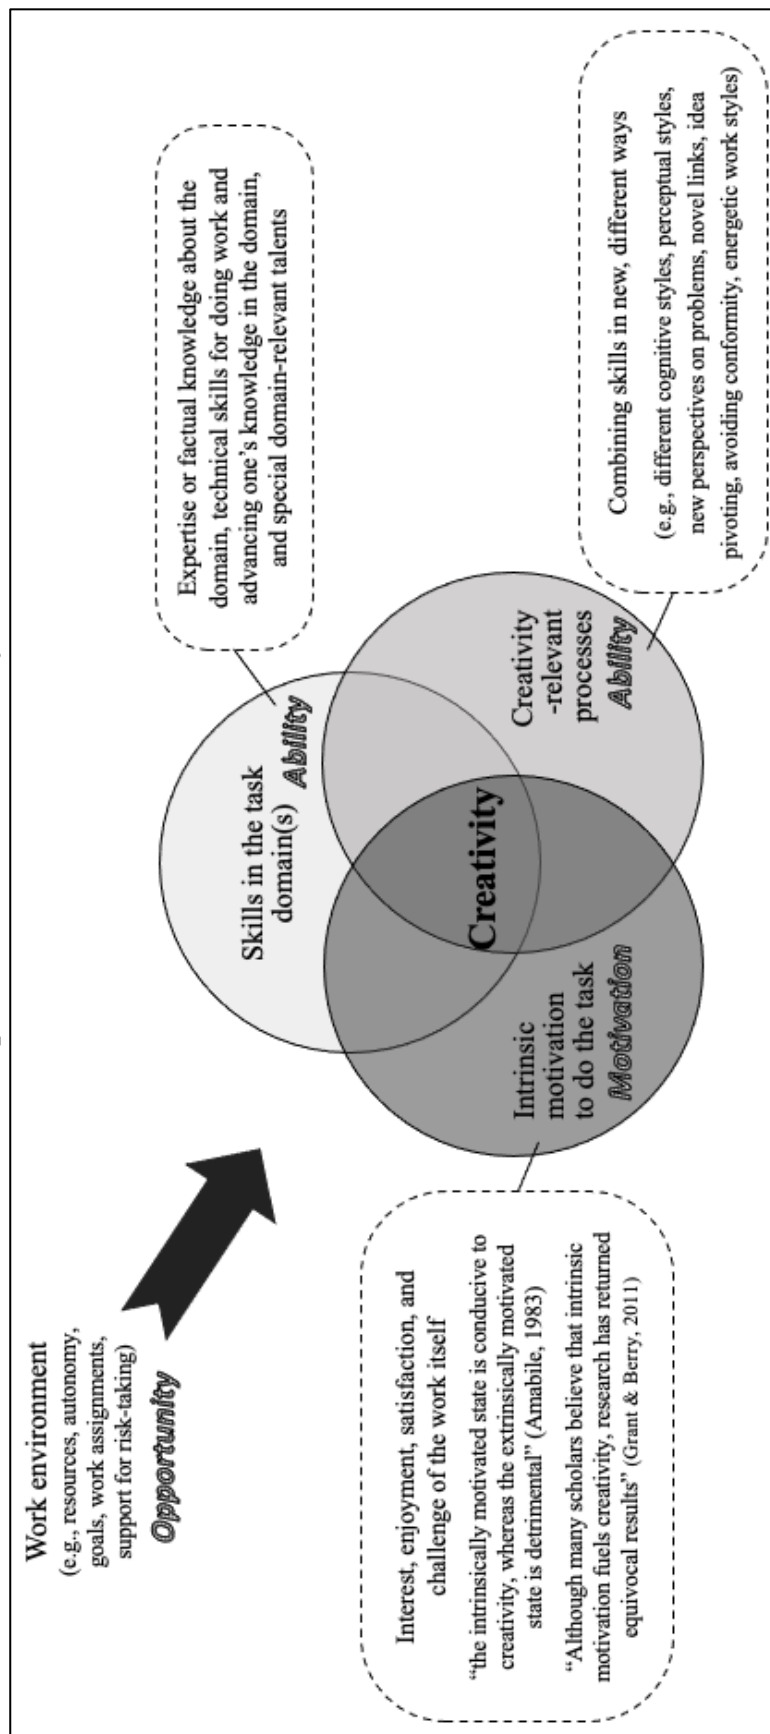 Work environment
(e.g., resources, autonomy,
goals, work assignments,
support for risk-taking)
Opportunity
Expertise or factual knowledge about the
domain, technical skills for doing work and
advancing one's knowledge in the domain,
and special domain-relevant talents
Skills in the task
domain(s)
Ability
Creativity
Intrinsic
motivation
to do the task
Motivation
Creativity
-relevant
processes
Ability
Interest, enjoyment, satisfaction, and
challenge of the work itself
“the intrinsically motivated state is conducive to
creativity, whereas the extrinsically motivated
state is detrimental” (Amabile, 1983)
“Although many scholars believe that intrinsic
motivation fuels creativity, research has returned
equivocal results” (Grant & Berry, 2011)
Combining skills in new, different ways
(e.g., different cognitive styles, perceptual styles,
new perspectives on problems, novel links, idea
pivoting, avoiding conformity, energetic work styles)